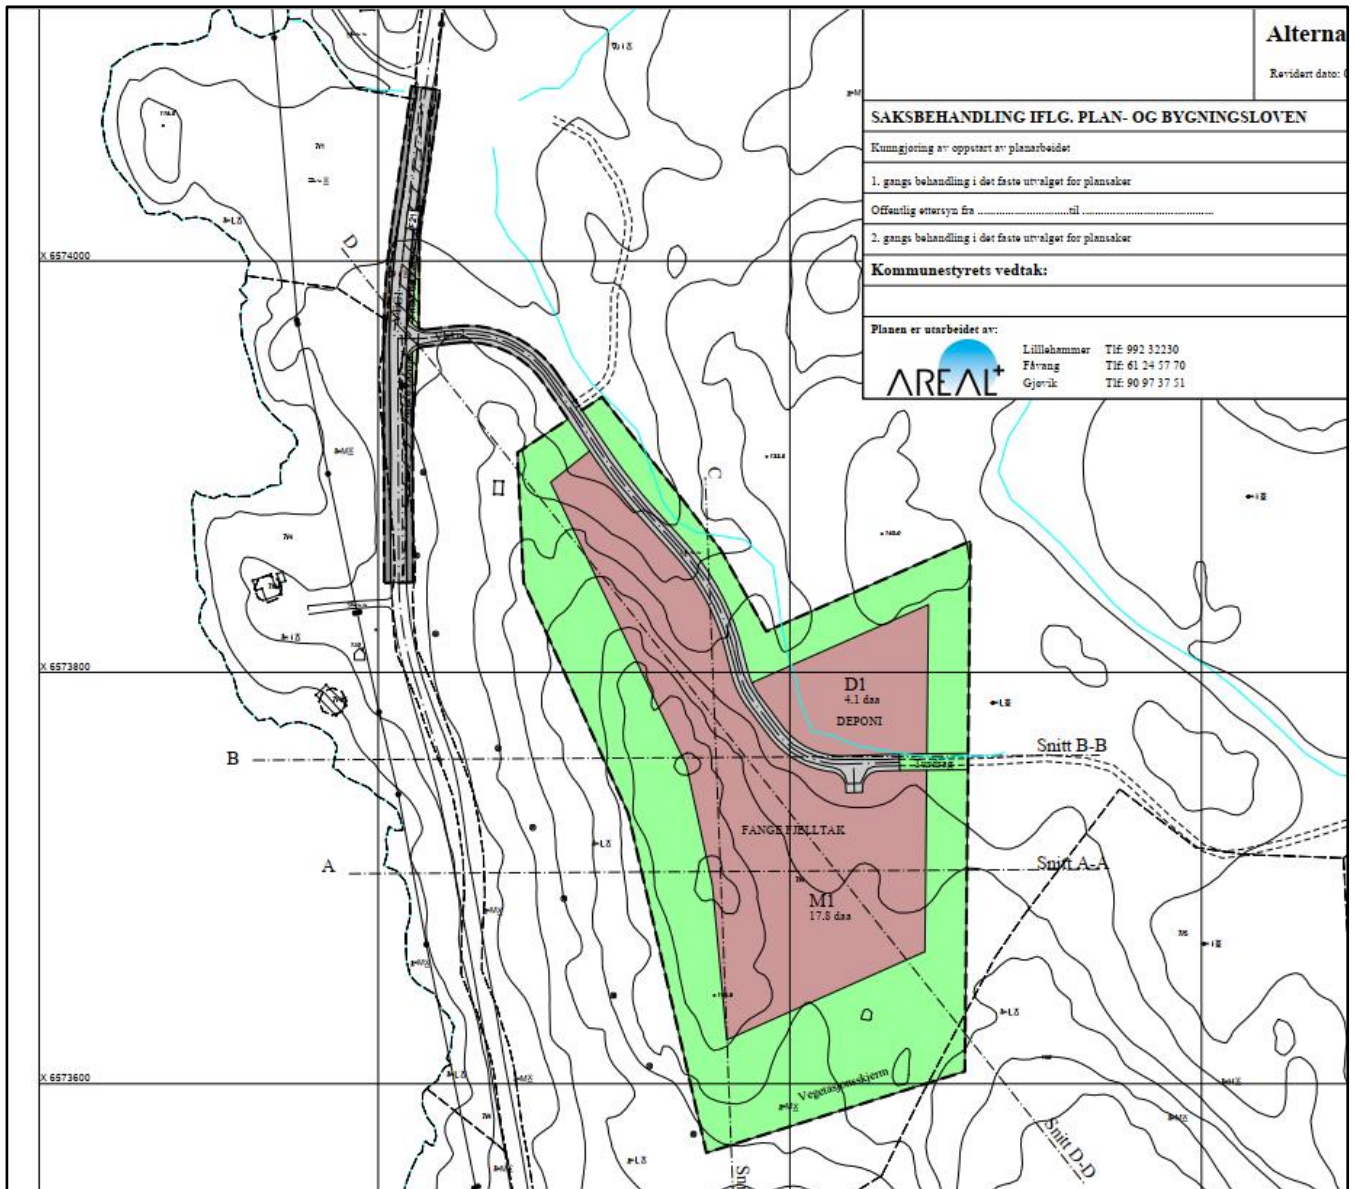 Alterna
Revidert dato: 0
SAKSBEHANDLING IFLG. PLAN- OG BYGNINGSLOVEN
Kunngjøring av oppstart av planarbeidet
1. gangs behandling i det faste utvalget for plansaker
Offentlig ettersyn fra ..............................til ...........................................
2. gangs behandling i det faste utvalget for plansaker
Kommunestyrets vedtak:
Planen er utarbeidet av:
AREAL+
Lilllehammer Tlf: 992 32230
Fåvang Tlf: 61 24 57 70
Gjøvik Tlf: 90 97 37 51
X 6574000
D
C
X 6573800
D1
4.1 daa
DEPONI
B
Snitt B-B
FANGE FJELLTAK
A
Snitt A-A
M1
17.8 daa
X 6573600
Vegetasjonsskjerm
Snitt D-D
Sni